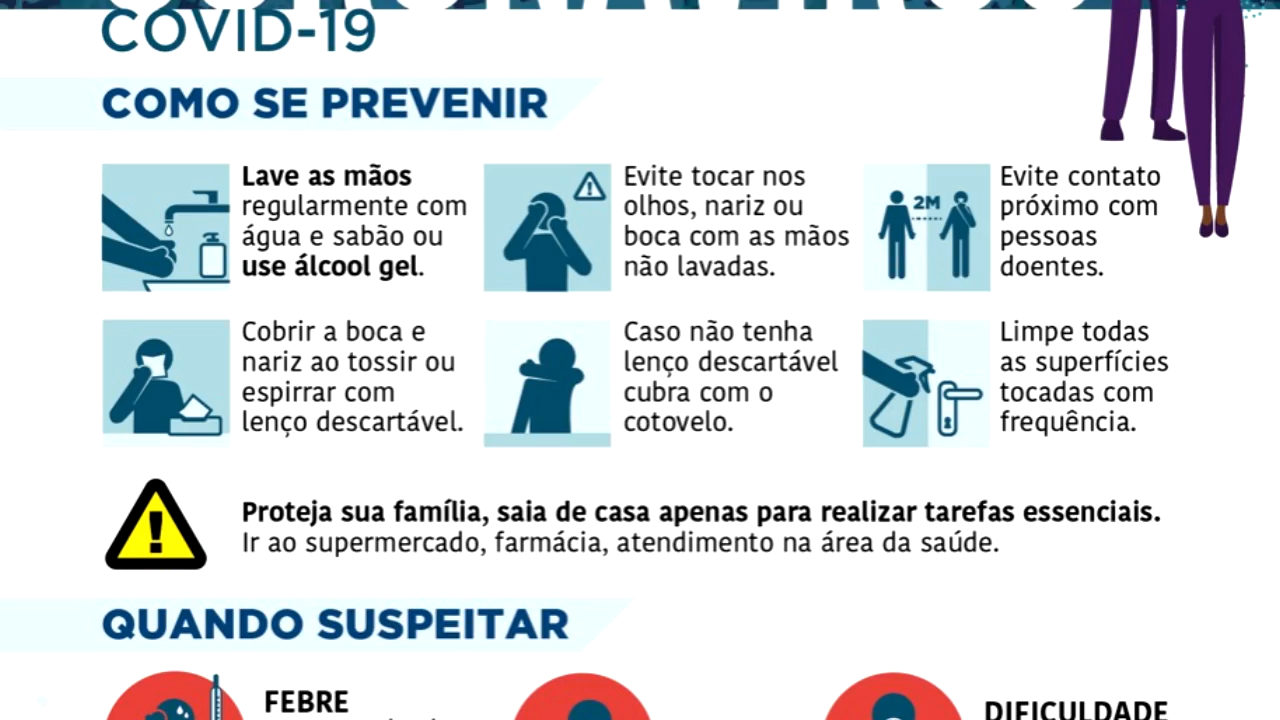 COVID-19
COMO SE PREVENIR
Lave as mãos
regularmente com
água e sabão ou
use álcool gel.
Evite tocar nos
olhos, nariz ou
boca com as mãos
não lavadas.
2M
Evite contato
próximo com
pessoas
doentes.
Cobrir a boca e
nariz ao tossir ou
espirrar com
lenço descartável.
Caso não tenha
lenço descartável
cubra com o
cotovelo.
Limpe todas
as superfícies
tocadas com
frequência.
Proteja sua família, saia de casa apenas para realizar tarefas essenciais.
Ir ao supermercado, farmácia, atendimento na área da saúde.
QUANDO SUSPEITAR
FEBRE
DIFICULDADE